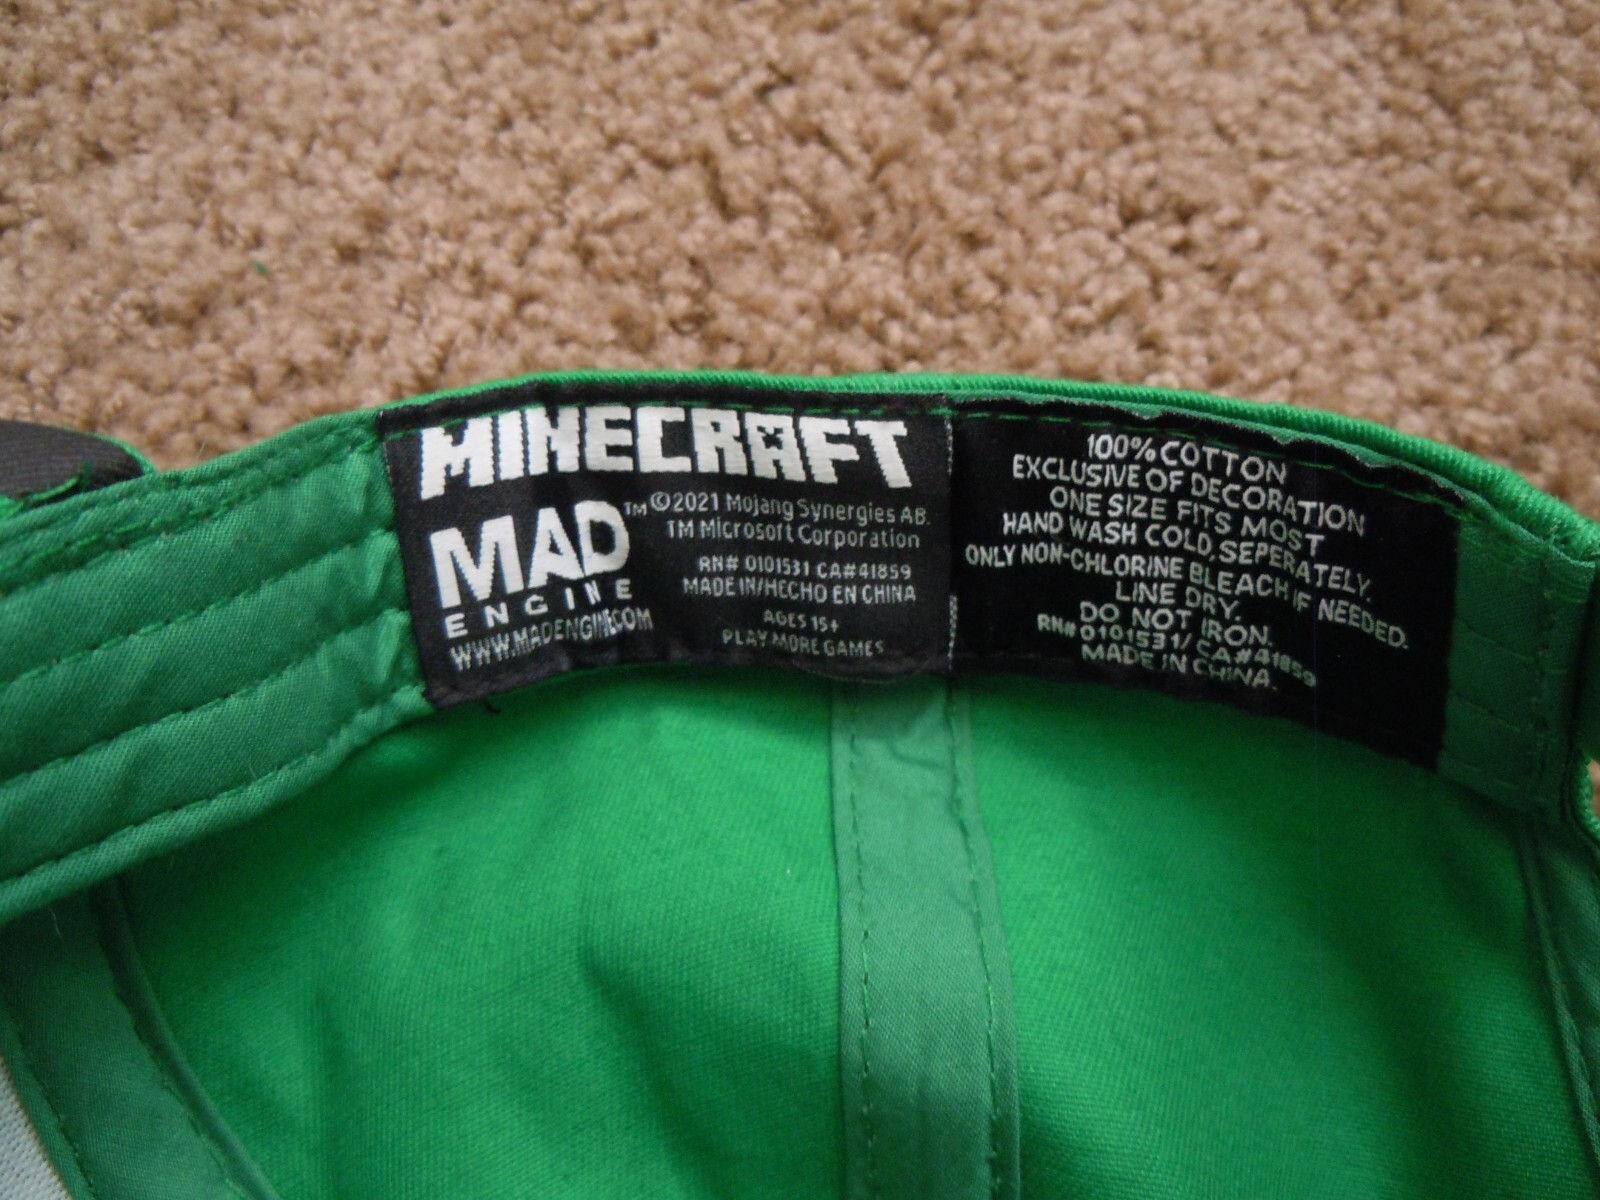 MINECRAFT
MAD™
ENGINE
WWW.MADENGINE.COM
©2021 Mojang Synergies AB.
TM Microsoft Corporation
RN# 0101531 CA#41859
MADE IN/HECHO EN CHINA
AGES 15+
PLAY MORE GAMES
100% COTTON
EXCLUSIVE OF DECORATION
ONE SIZE FITS MOST
HAND WASH COLD, SEPERATELY.
ONLY NON-CHLORINE BLEACH IF NEEDED.
LINE DRY.
DO NOT IRON.
RN# 0101531/ CA#41859
MADE IN CHINA.